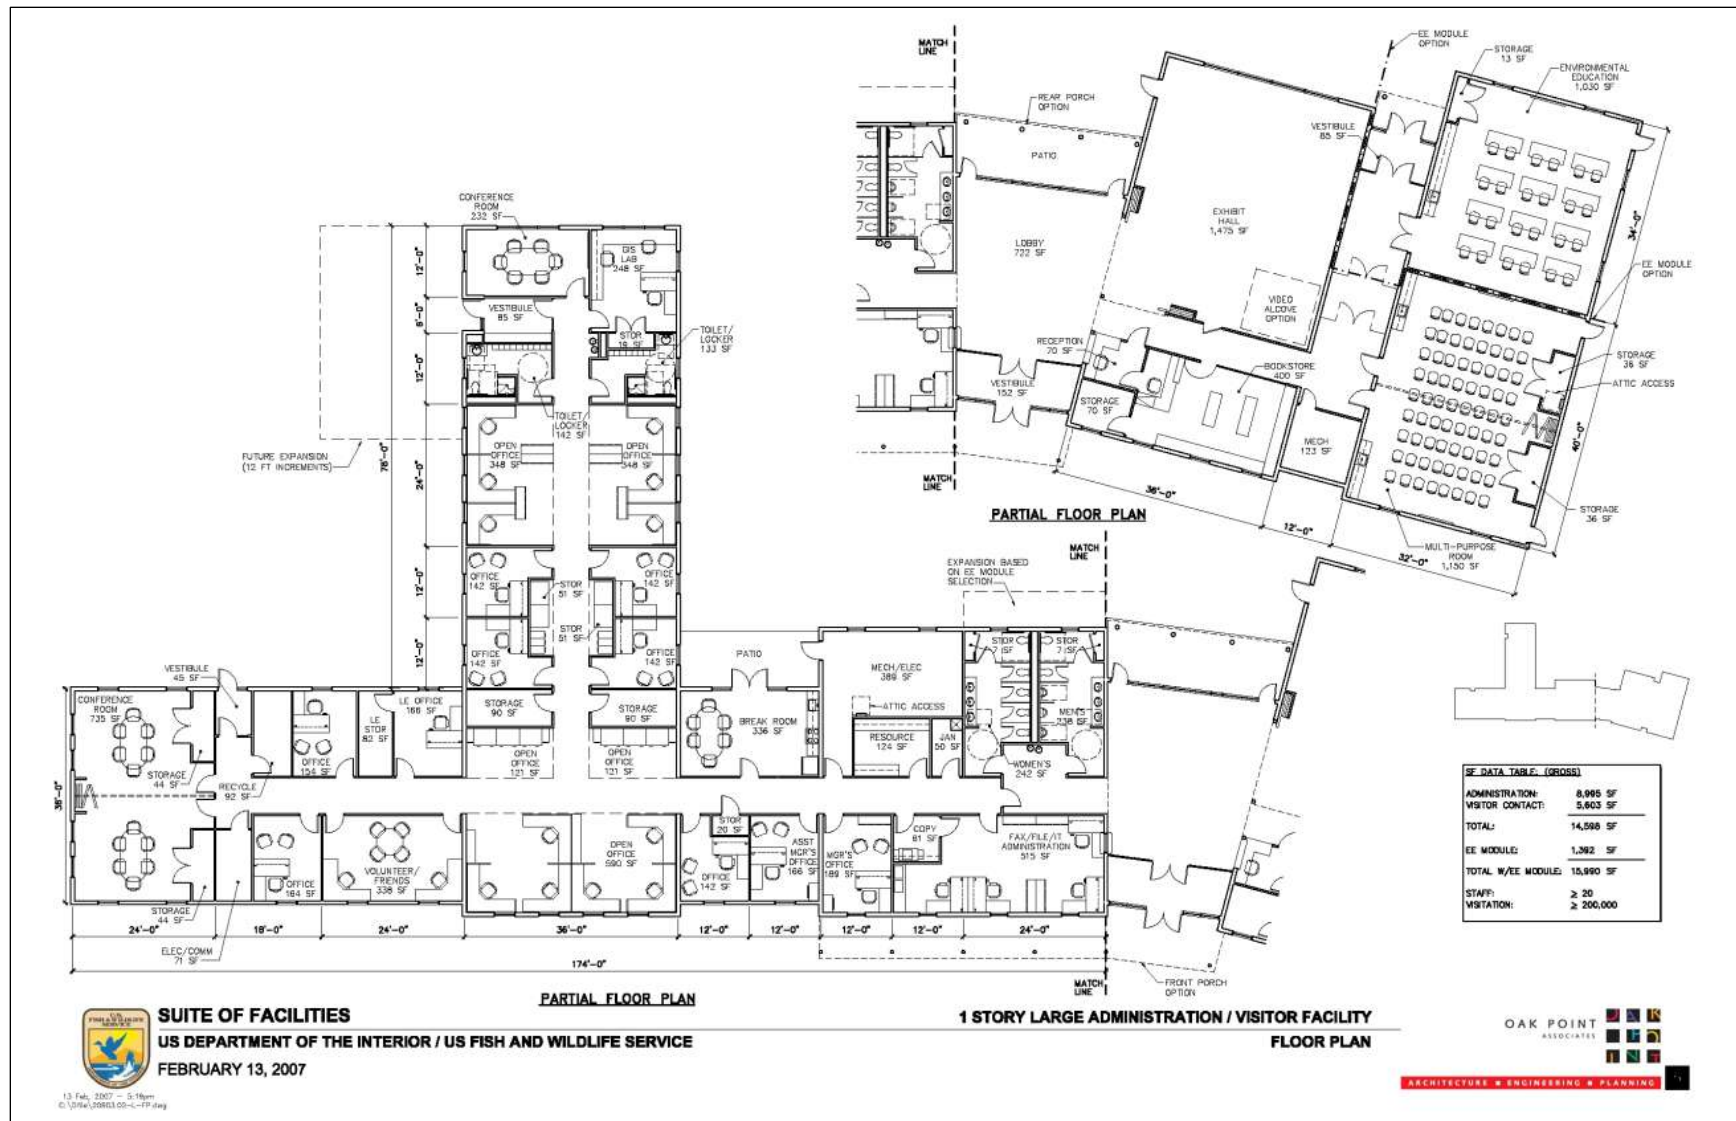 MATCH
LINE
REAR PORCH
OPTION
PATIO
EE MODULE
OPTION
STORAGE
13 SF
ENVIRONMENTAL
EDUCATION
1,030 SF
VESTIBULE
85 SF
EXHIBIT
HALL
1,475 SF
LOBBY
722 SF
34'-0"
EE MODULE
OPTION
VIDEO
ALCOVE
OPTION
RECEPTION
70 SF
BOOKSTORE
400 SF
STORAGE
36 SF
ATTIC ACCESS
VESTIBULE
152 SF
STORAGE
70 SF
MECH
123 SF
40'-0"
MATCH
LINE
36'-0"
12'-0"
32'-0"
STORAGE
36 SF
MULTI-PURPOSE
ROOM
1,150 SF
PARTIAL FLOOR PLAN
CONFERENCE
ROOM
232 SF
GIS
LAB
248 SF
12'-0"
VESTIBULE
85 SF
6'-0"
STOR
TOILET/
LOCKER
133 SF
12'-0"
TOILET/
LOCKER
142 SF
FUTURE EXPANSION
(12 FT INCREMENTS)
78'-0"
24'-0"
OPEN
OFFICE
348 SF
OPEN
OFFICE
348 SF
12'-0"
OFFICE
142 SF
STOR
51 SF
OFFICE
142 SF
12'-0"
OFFICE
142 SF
STOR
51 SF
OFFICE
142 SF
EXPANSION BASED
ON EE MODULE
SELECTION
MATCH
LINE
VESTIBULE
45 SF
CONFERENCE
ROOM
735 SF
LE OFFICE
166 SF
LE
STOR
82 SF
STORAGE
90 SF
STORAGE
90 SF
PATIO
MECH/ELEC
389 SF
STOR
STOR
ATTIC ACCESS
BREAK ROOM
336 SF
RESOURCE
124 SF
JAN
50 SF
MEN'S
238 SF
WOMEN'S
242 SF
OFFICE
154 SF
OPEN
OFFICE
121 SF
OPEN
OFFICE
121 SF
STORAGE
44 SF
RECYCLE
92 SF
36'-0"
OFFICE
164 SF
VOLUNTEER/
FRIENDS
338 SF
OPEN
OFFICE
590 SF
STOR
20 SF
OFFICE
142 SF
ASST
MGR'S
OFFICE
166 SF
MGR'S
OFFICE
189 SF
COPY
61 SF
FAX/FILE/IT
ADMINISTRATION
515 SF
STORAGE
44 SF
ELEC/COMM
71 SF
24'-0"
18'-0"
24'-0"
36'-0"
12'-0"
12'-0"
12'-0"
12'-0"
24'-0"
174'-0"
MATCH
LINE
FRONT PORCH
OPTION
PARTIAL FLOOR PLAN
SF DATA TABLE: (GROSS)
ADMINISTRATION: 8,995 SF
VISITOR CONTACT: 5,603 SF
TOTAL: 14,598 SF
EE MODULE: 1,392 SF
TOTAL W/EE MODULE: 15,990 SF
STAFF: ≥ 20
VISITATION: ≥ 200,000
U.S.
FISH & WILDLIFE
SERVICE
SUITE OF FACILITIES
US DEPARTMENT OF THE INTERIOR / US FISH AND WILDLIFE SERVICE
FEBRUARY 13, 2007
1 STORY LARGE ADMINISTRATION / VISITOR FACILITY
FLOOR PLAN
OAK POINT
ASSOCIATES
ARCHITECTURE ■ ENGINEERING ■ PLANNING
13 Feb, 2007 - 5:19pm